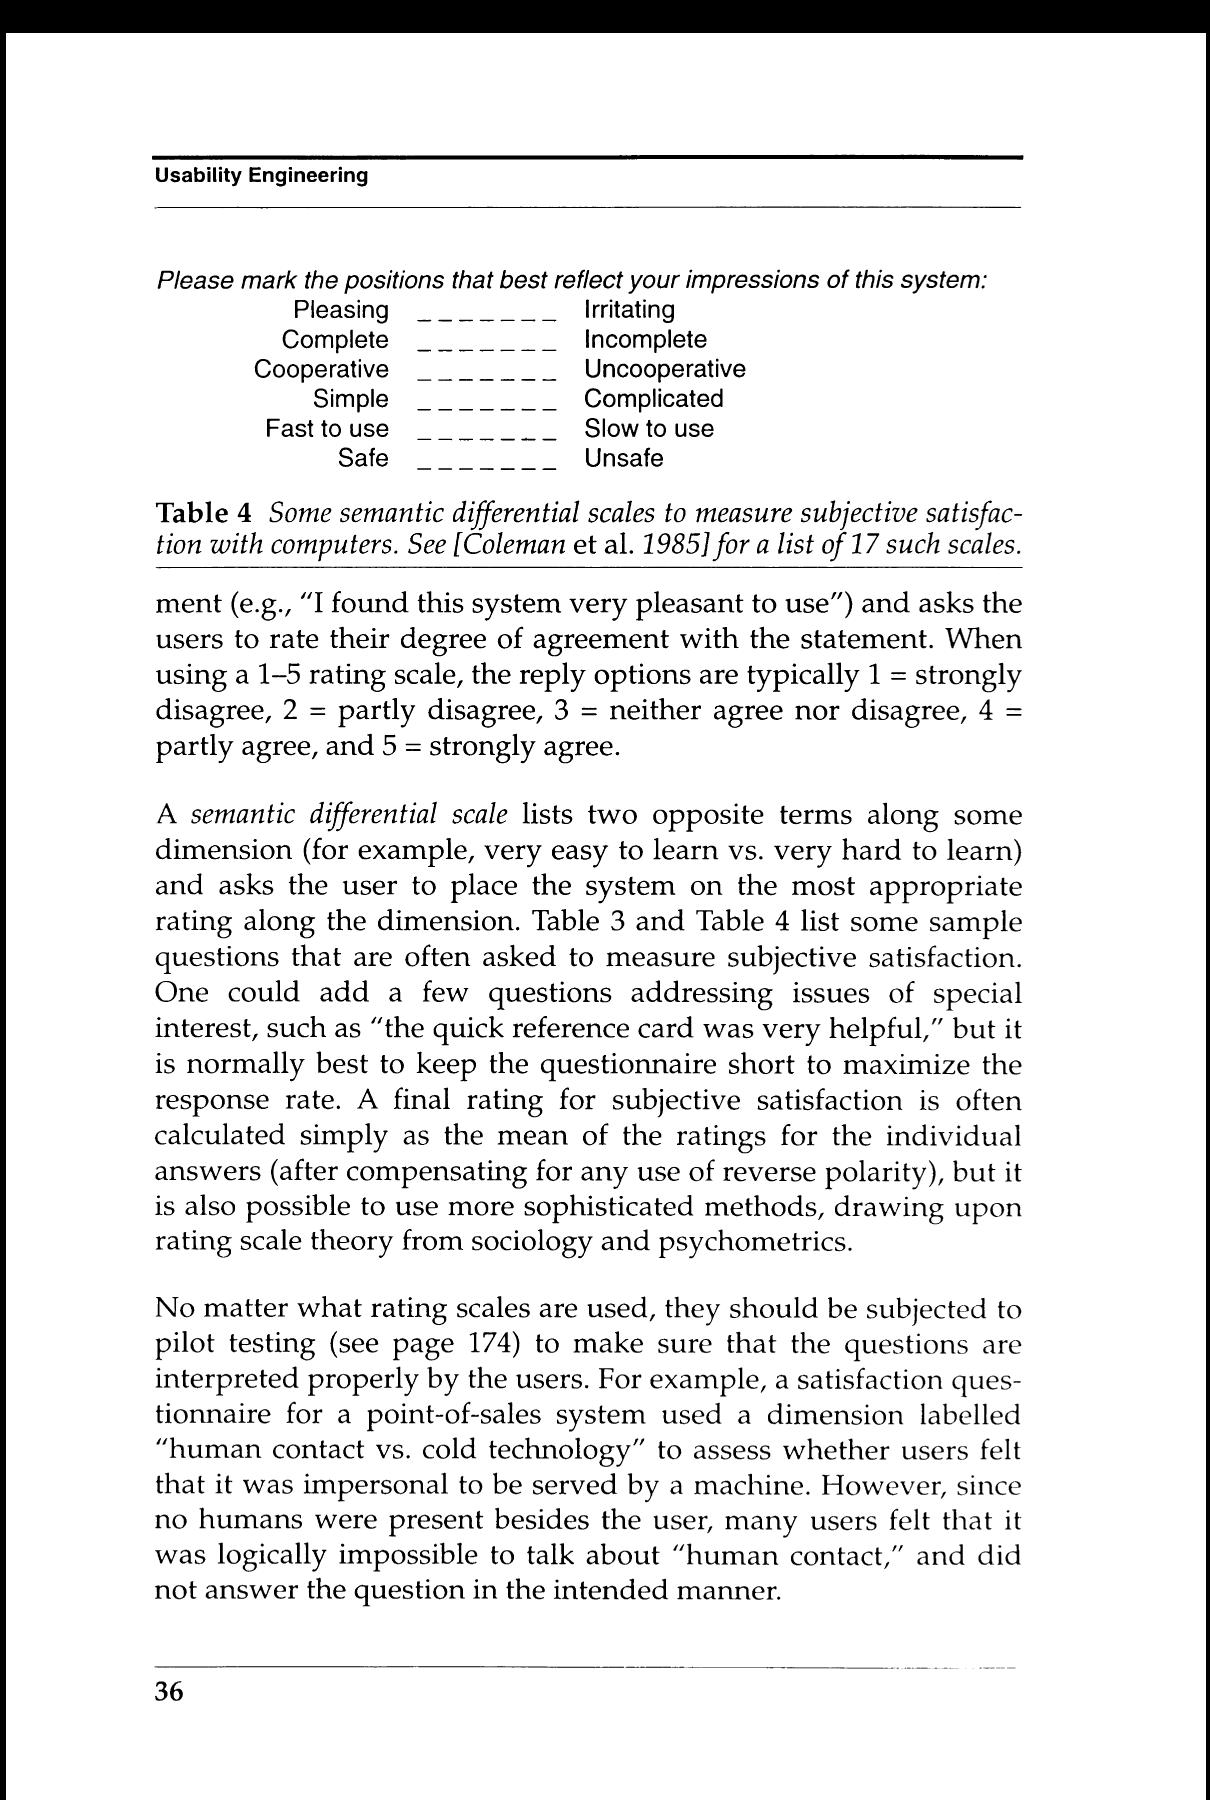 Usability Engineering
Please mark the positions that best reflect your impressions of this system:
Pleasing _ _ _ _ _ _ _ Irritating
Complete _ _ _ _ _ _ _ Incomplete
Cooperative _ _ _ _ _ _ _ Uncooperative
Simple _ _ _ _ _ _ _ Complicated
Fast to use _ _ _ _ _ _ _ Slow to use
Safe _ _ _ _ _ _ _ Unsafe
Table 4 Some semantic differential scales to measure subjective satisfac-
tion with computers. See [Coleman et al. 1985] for a list of 17 such scales.
ment (e.g., "I found this system very pleasant to use") and asks the
users to rate their degree of agreement with the statement. When
using a 1–5 rating scale, the reply options are typically 1 = strongly
disagree, 2 = partly disagree, 3 = neither agree nor disagree, 4 =
partly agree, and 5 = strongly agree.
A semantic differential scale lists two opposite terms along some
dimension (for example, very easy to learn vs. very hard to learn)
and asks the user to place the system on the most appropriate
rating along the dimension. Table 3 and Table 4 list some sample
questions that are often asked to measure subjective satisfaction.
One could add a few questions addressing issues of special
interest, such as "the quick reference card was very helpful," but it
is normally best to keep the questionnaire short to maximize the
response rate. A final rating for subjective satisfaction is often
calculated simply as the mean of the ratings for the individual
answers (after compensating for any use of reverse polarity), but it
is also possible to use more sophisticated methods, drawing upon
rating scale theory from sociology and psychometrics.
No matter what rating scales are used, they should be subjected to
pilot testing (see page 174) to make sure that the questions are
interpreted properly by the users. For example, a satisfaction ques-
tionnaire for a point-of-sales system used a dimension labelled
"human contact vs. cold technology" to assess whether users felt
that it was impersonal to be served by a machine. However, since
no humans were present besides the user, many users felt that it
was logically impossible to talk about "human contact," and did
not answer the question in the intended manner.
36